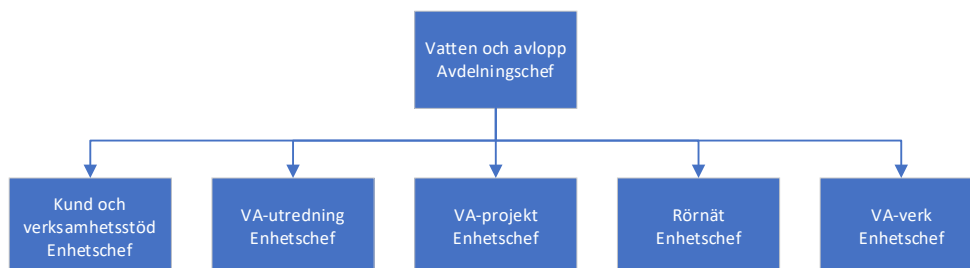 Vatten och avlopp
Avdelningschef
Kund och
verksamhetsstöd
Enhetschef
VA-utredning
Enhetschef
VA-projekt
Enhetschef
Rörnät
Enhetschef
VA-verk
Enhetschef